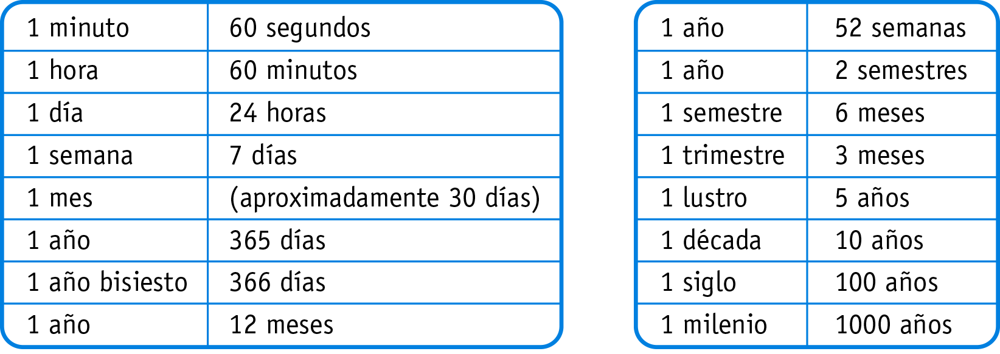 1 minuto 60 segundos
1 hora 60 minutos
1 día 24 horas
1 semana 7 días
1 mes (aproximadamente 30 días)
1 año 365 días
1 año bisiesto 366 días
1 año 12 meses
1 año 52 semanas
1 año 2 semestres
1 semestre 6 meses
1 trimestre 3 meses
1 lustro 5 años
1 década 10 años
1 siglo 100 años
1 milenio 1000 años